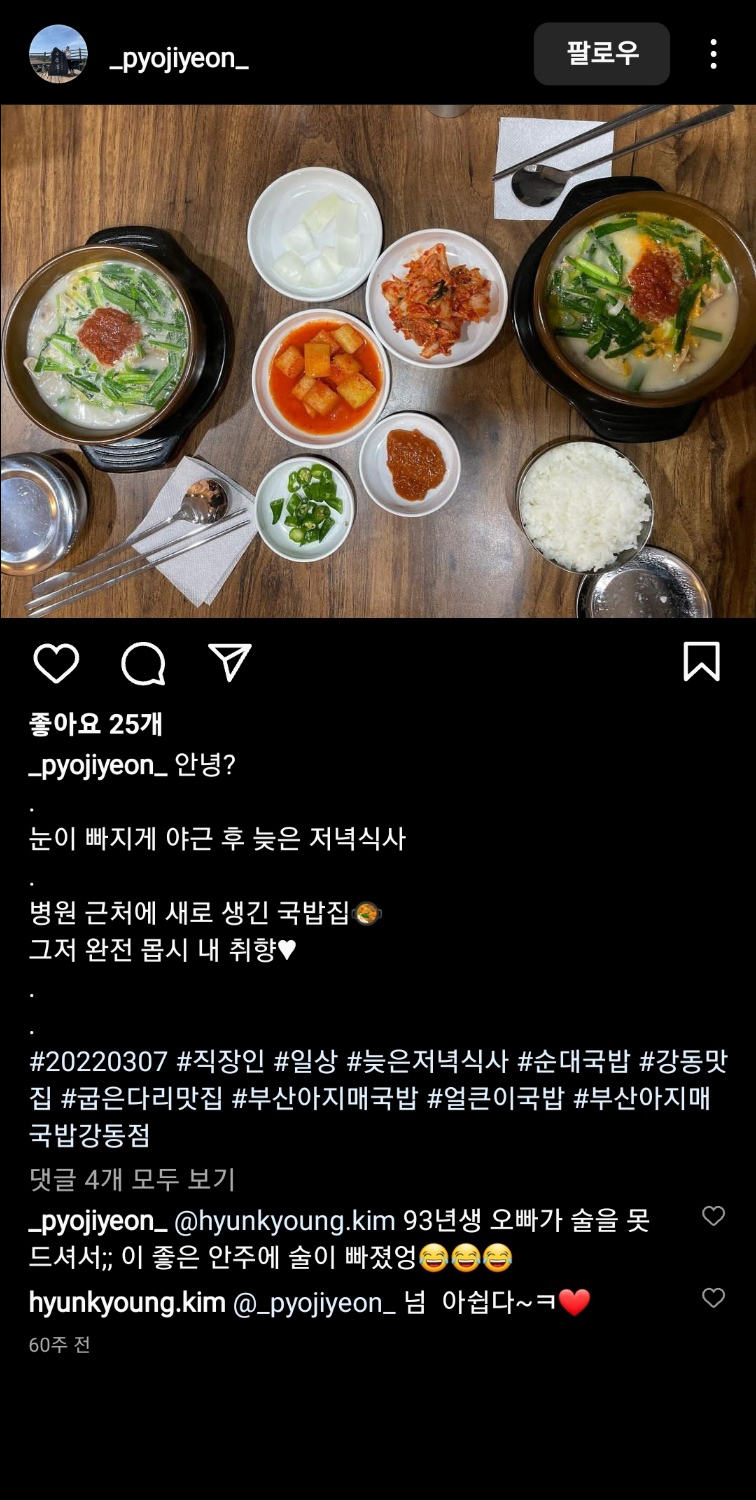 _pyojiyeon_
팔로우
좋아요 25개
_pyojiyeon_ 안녕?
.
눈이 빠지게 야근 후 늦은 저녁식사
.
병원 근처에 새로 생긴 국밥집🥘
그저 완전 몹시 내 취향♥
.
.
#20220307 #직장인 #일상 #늦은저녁식사 #순대국밥 #강동맛
집 #굽은다리맛집 #부산아지매국밥 #얼큰이국밥 #부산아지매
국밥강동점
댓글 4개 모두 보기
_pyojiyeon_ @hyunkyoung.kim 93년생 오빠가 술을 못
드셔서;; 이 좋은 안주에 술이 빠졌엉😂😂😂
hyunkyoung.kim @_pyojiyeon_ 넘  아쉽다~ㅋ❤️
60주 전